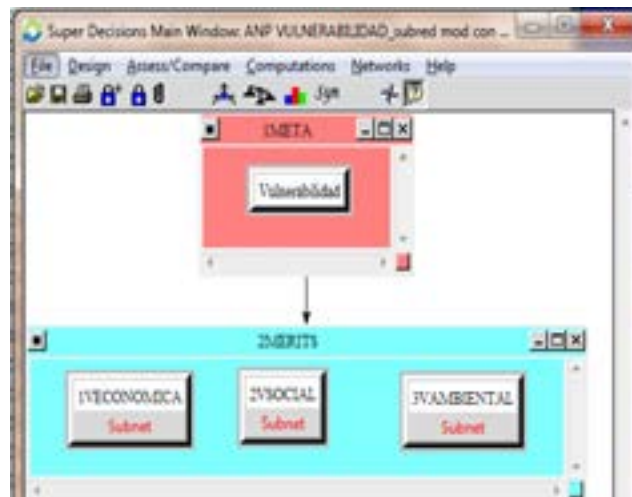 Super Decisions Main Window: ANP VULNERABILIDAD_subred mod con ...
File Design Assess/Compare Computations Networks Help
Syn
1META
Vulnerabilidad
2MERITS
1VECONOMICA 2VSOCIAL 3VAMBIENTAL
Subnet Subnet Subnet